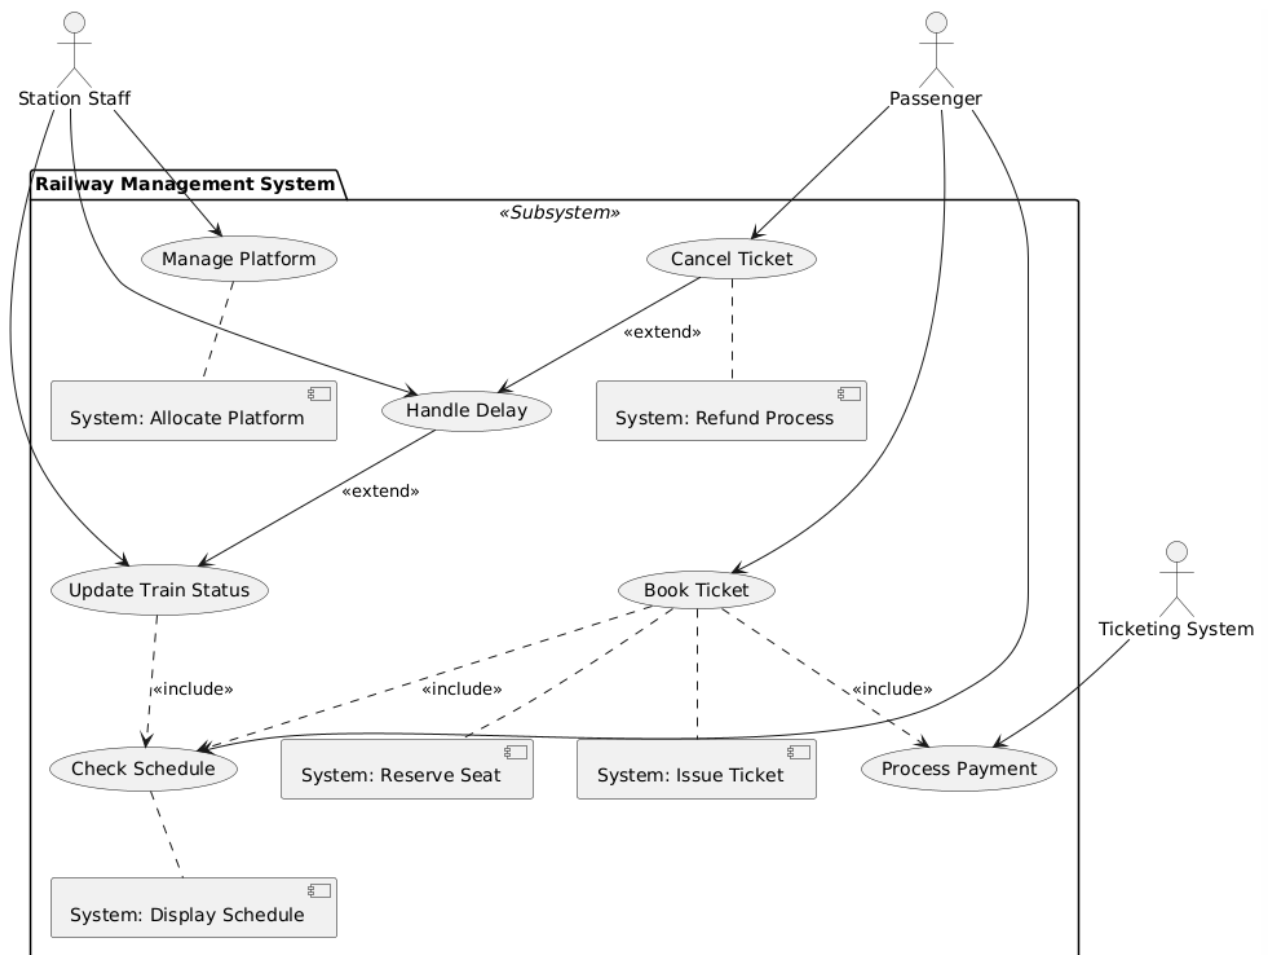 Station Staff
Passenger
Railway Management System
«Subsystem»
Manage Platform
Cancel Ticket
«extend»
System: Allocate Platform
Handle Delay
System: Refund Process
«extend»
Update Train Status
Book Ticket
Ticketing System
«include»
«include»
«include»
Check Schedule
System: Reserve Seat
System: Issue Ticket
Process Payment
System: Display Schedule